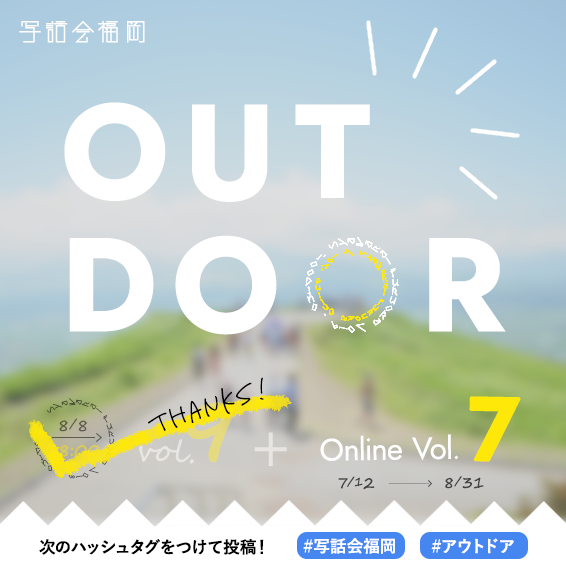 写話会福岡
OUT
DOOR
THANKS!
8/8
vol.
+
Online Vol. 7
7/12 → 8/31
次のハッシュタグをつけて投稿!
#写話会福岡 #アウトドア